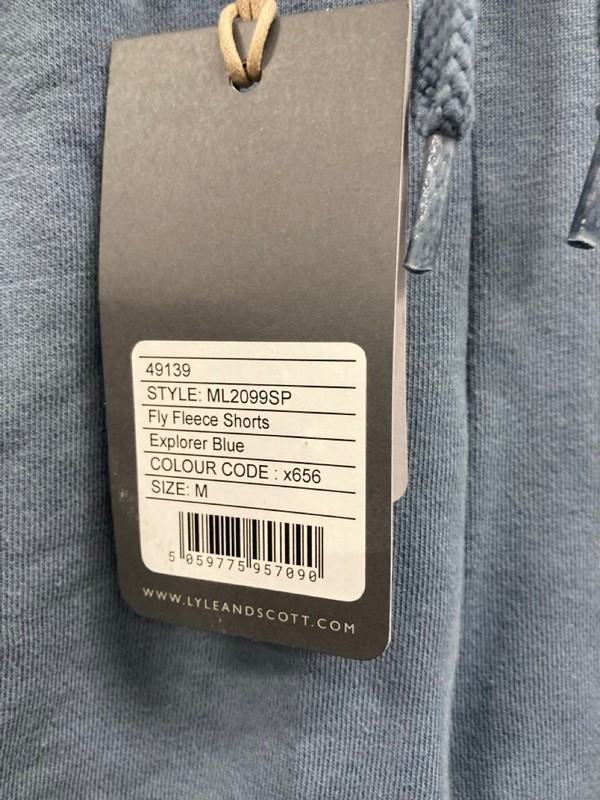 49139
STYLE: ML2099SP
Fly Fleece Shorts
Explorer Blue
COLOUR CODE : x656
SIZE: M
5 059775 957090
WWW.LYLEANDSCOTT.COM